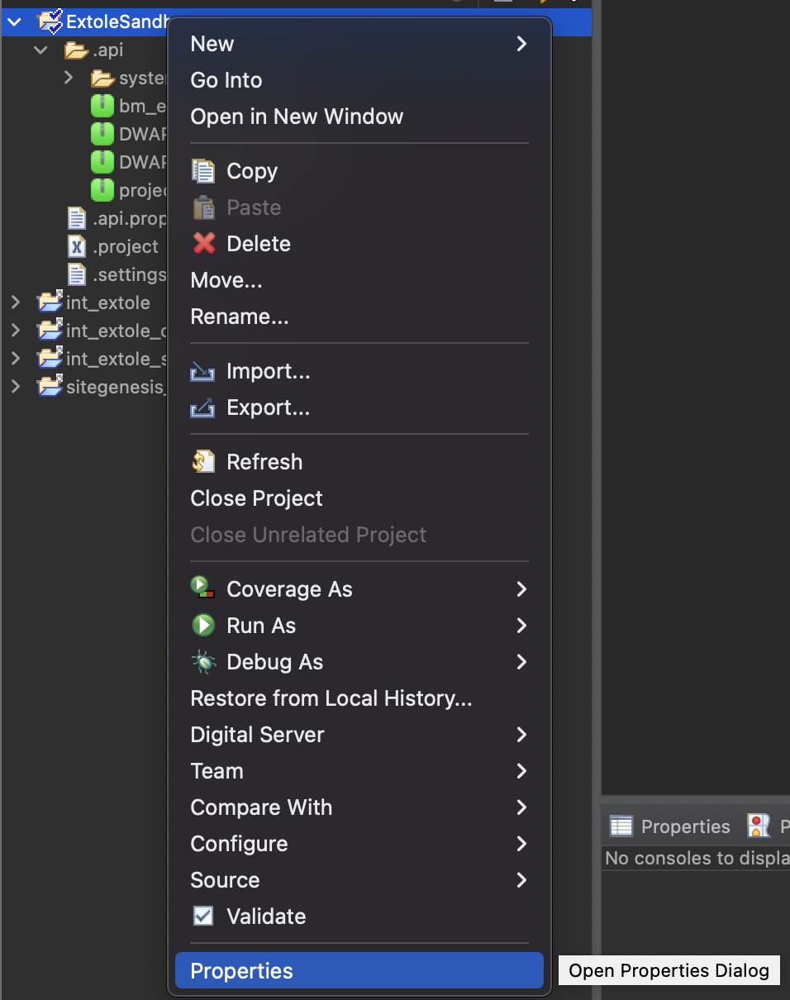 ExtoleSandb
.api
syste
bm_e
DWAP
DWAP
projec
.api.prop
.project
.settings
int_extole
int_extole_c
int_extole_s
sitegenesis_
New
Go Into
Open in New Window
Copy
Paste
Delete
Move...
Rename...
Import...
Export...
Refresh
Close Project
Close Unrelated Project
Coverage As
Run As
Debug As
Restore from Local History...
Digital Server
Team
Compare With
Configure
Source
Validate
Properties
Open Properties Dialog
Properties P
No consoles to displa